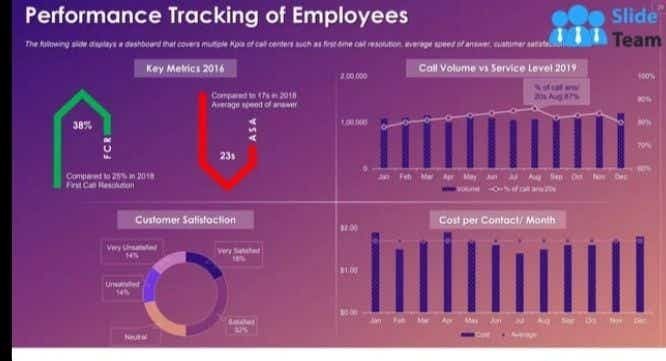 Performance Tracking of Employees
Slide
Team
The following slide displays a dashboard that covers multiple Kpis of call centers such as first-time call resolution, average speed of answer, customer
Key Metrics 2016
38%
FCR
Compared to 25% in 2018
First Call Resolution
Compared to 17s in 2018
Average speed of answer
ASA
23s
Call Volume vs Service Level 2019
2,00,000
1,00,000
0
100%
90%
80%
70%
60%
% of call ans/
20s Aug:87%
Jan Feb Mar Apr May Jun Jul Aug Sep Oct Nov Dec
Volume % of call ans/20s
Customer Satisfaction
Very Unsatisfied
14%
Very Satisfied
18%
Unsatisfied
14%
Satisfied
32%
Neutral
Cost per Contact/ Month
$2.00
$1.00
$0.00
Jan Feb Mar Apr May Jun Jul Aug Sep Oct Nov Dec
Cost Average